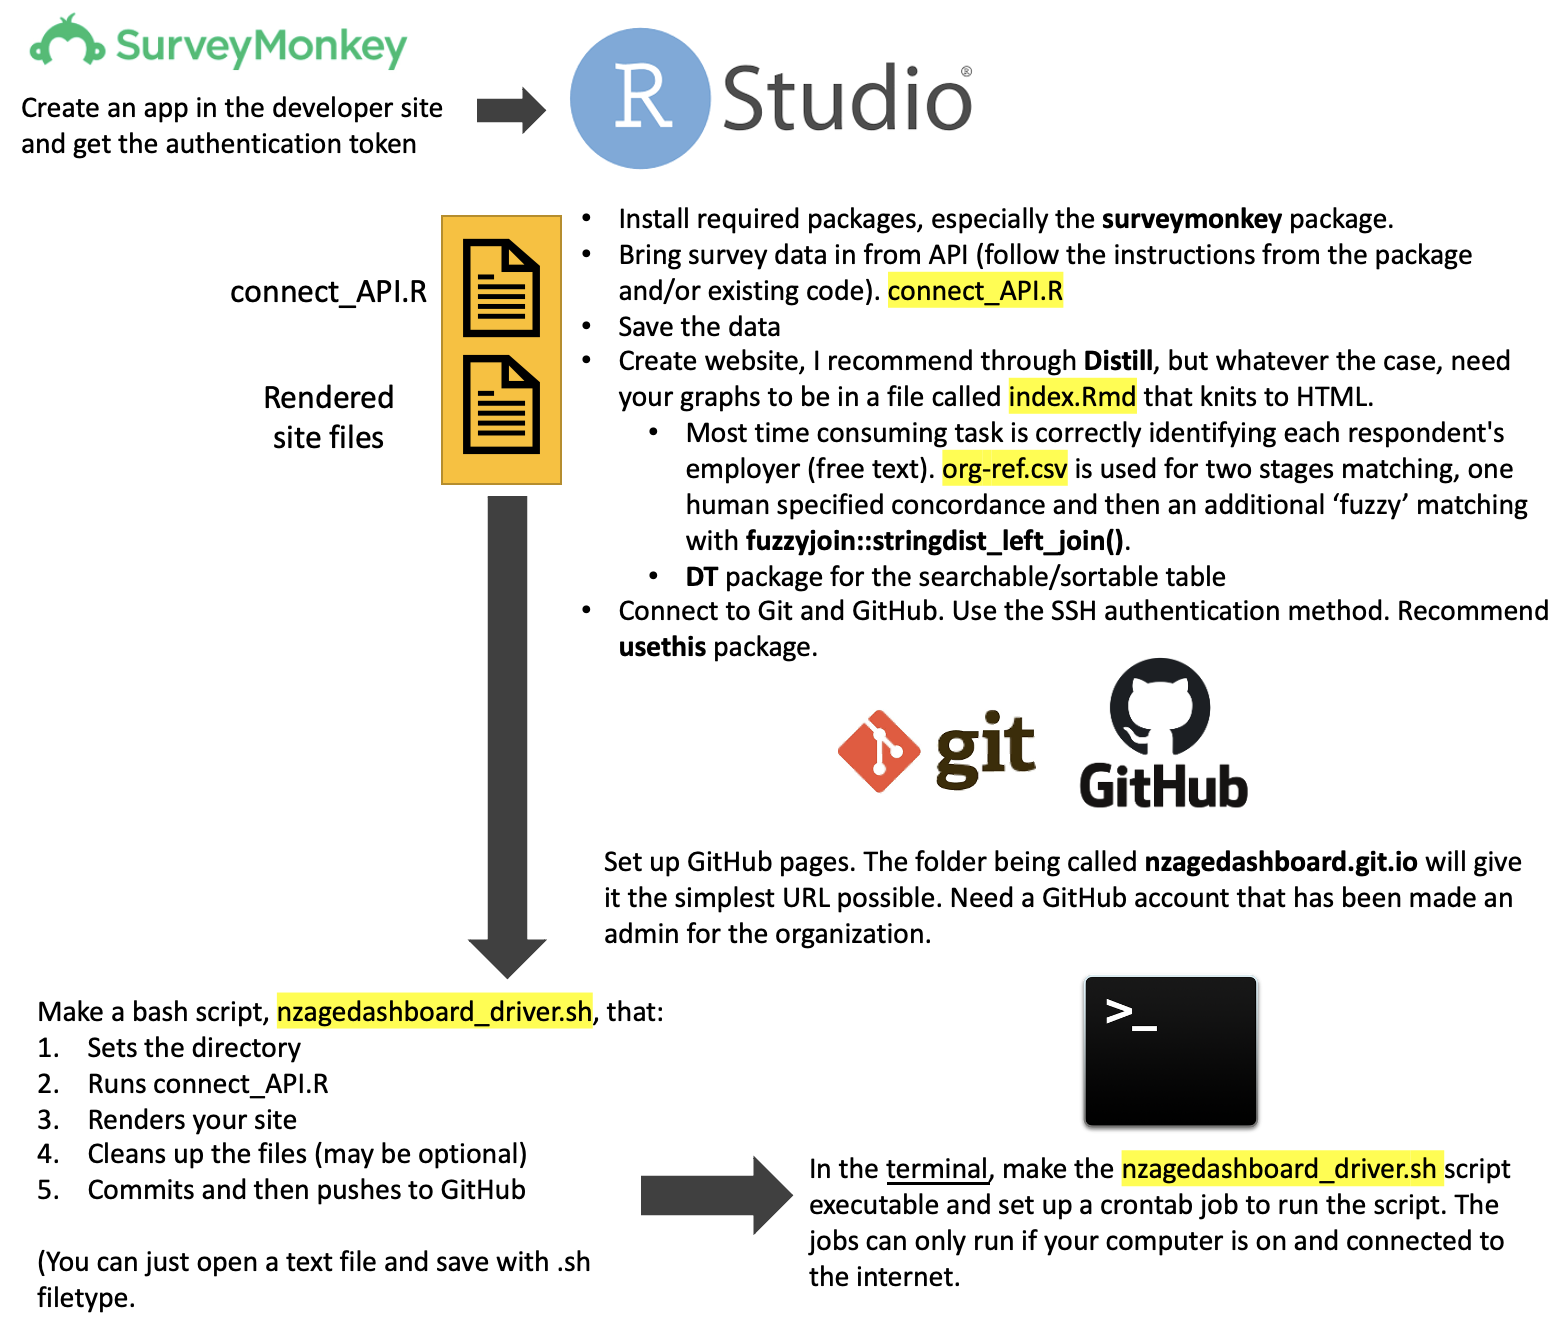 SurveyMonkey
Create an app in the developer site
and get the authentication token
R Studio®
connect_API.R
Rendered
site files
• Install required packages, especially the surveymonkey package.
• Bring survey data in from API (follow the instructions from the package
and/or existing code). connect_API.R
• Save the data
• Create website, I recommend through Distill, but whatever the case, need
your graphs to be in a file called index.Rmd that knits to HTML.
• Most time consuming task is correctly identifying each respondent's
employer (free text). org-ref.csv is used for two stages matching, one
human specified concordance and then an additional ‘fuzzy’ matching
with fuzzyjoin::stringdist_left_join().
• DT package for the searchable/sortable table
• Connect to Git and GitHub. Use the SSH authentication method. Recommend
usethis package.
git
GitHub
Set up GitHub pages. The folder being called nzagedashboard.git.io will give
it the simplest URL possible. Need a GitHub account that has been made an
admin for the organization.
Make a bash script, nzagedashboard_driver.sh, that:
1. Sets the directory
2. Runs connect_API.R
3. Renders your site
4. Cleans up the files (may be optional)
5. Commits and then pushes to GitHub
(You can just open a text file and save with .sh
filetype.
>_
In the terminal, make the nzagedashboard_driver.sh script
executable and set up a crontab job to run the script. The
jobs can only run if your computer is on and connected to
the internet.